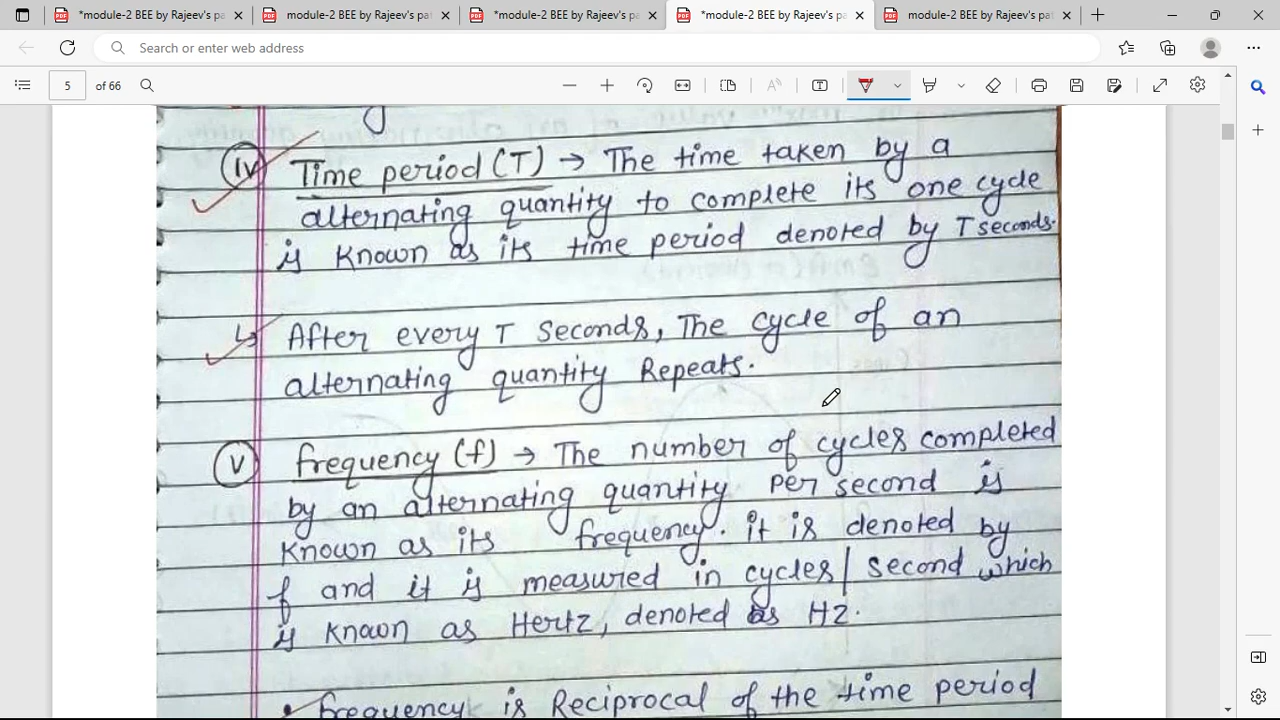 *module-2 BEE by Rajeev's pa
module-2 BEE by Rajeev's pat
*module-2 BEE by Rajeev's pa
*module-2 BEE by Rajeev's pa
module-2 BEE by Rajeev's pat
Search or enter web address
5 of 66
(iv) Time period (T) → The time taken by a
alternating quantity to complete its one cycle
is known as its time period denoted by T seconds.
↳ After every T seconds, The cycle of an
alternating quantity Repeats.
(v) frequency (f) → The number of cycles completed
by an alternating quantity per second is
known as its frequency. it is denoted by
f and it is measured in cycles/second which
is known as Hertz, denoted as HZ.
• frequency is Reciprocal of the time period